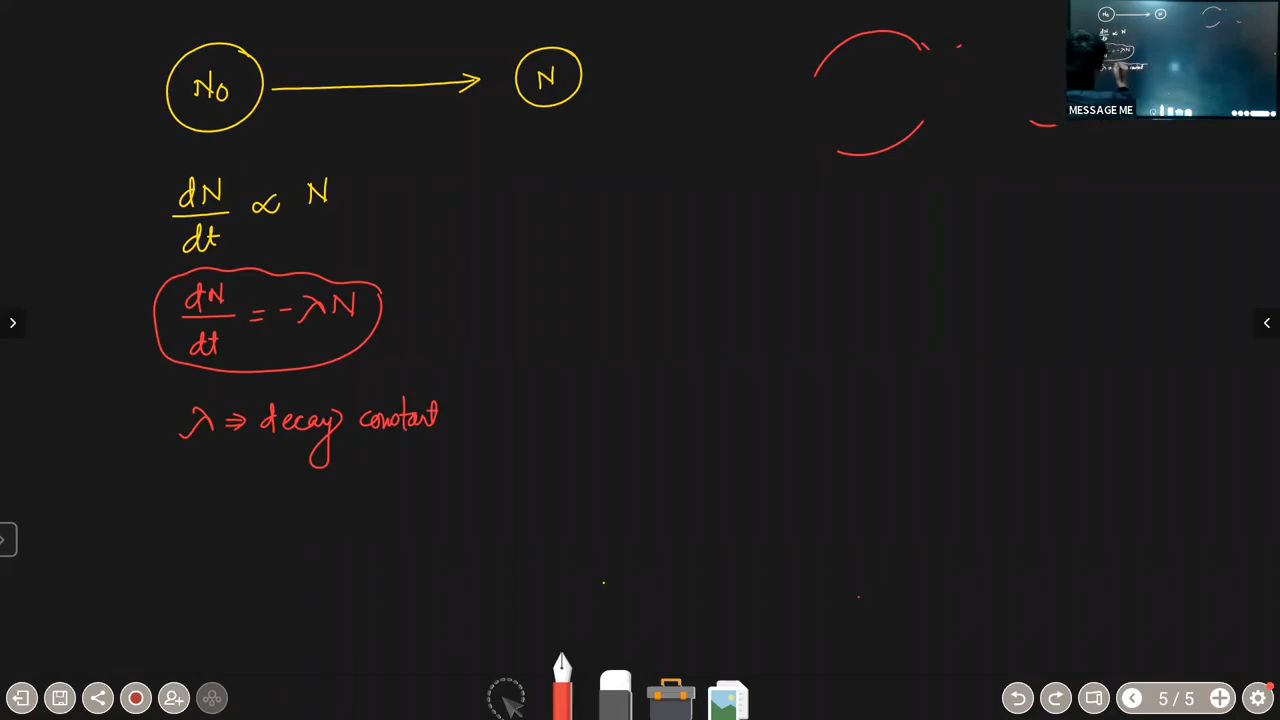 N₀ → N
dN/dt ∝ N
dN/dt = -λN
λ ⇒ decay constant
MESSAGE ME
5 / 5